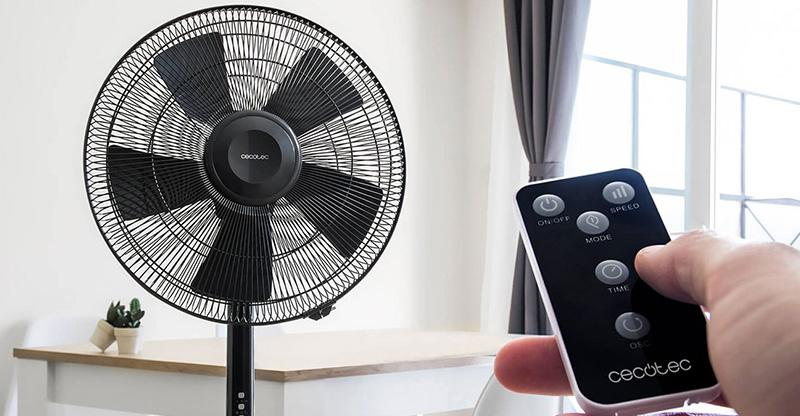 cecotec
ON/OFF
SPEED
MODE
TIME
OSC
cecotec